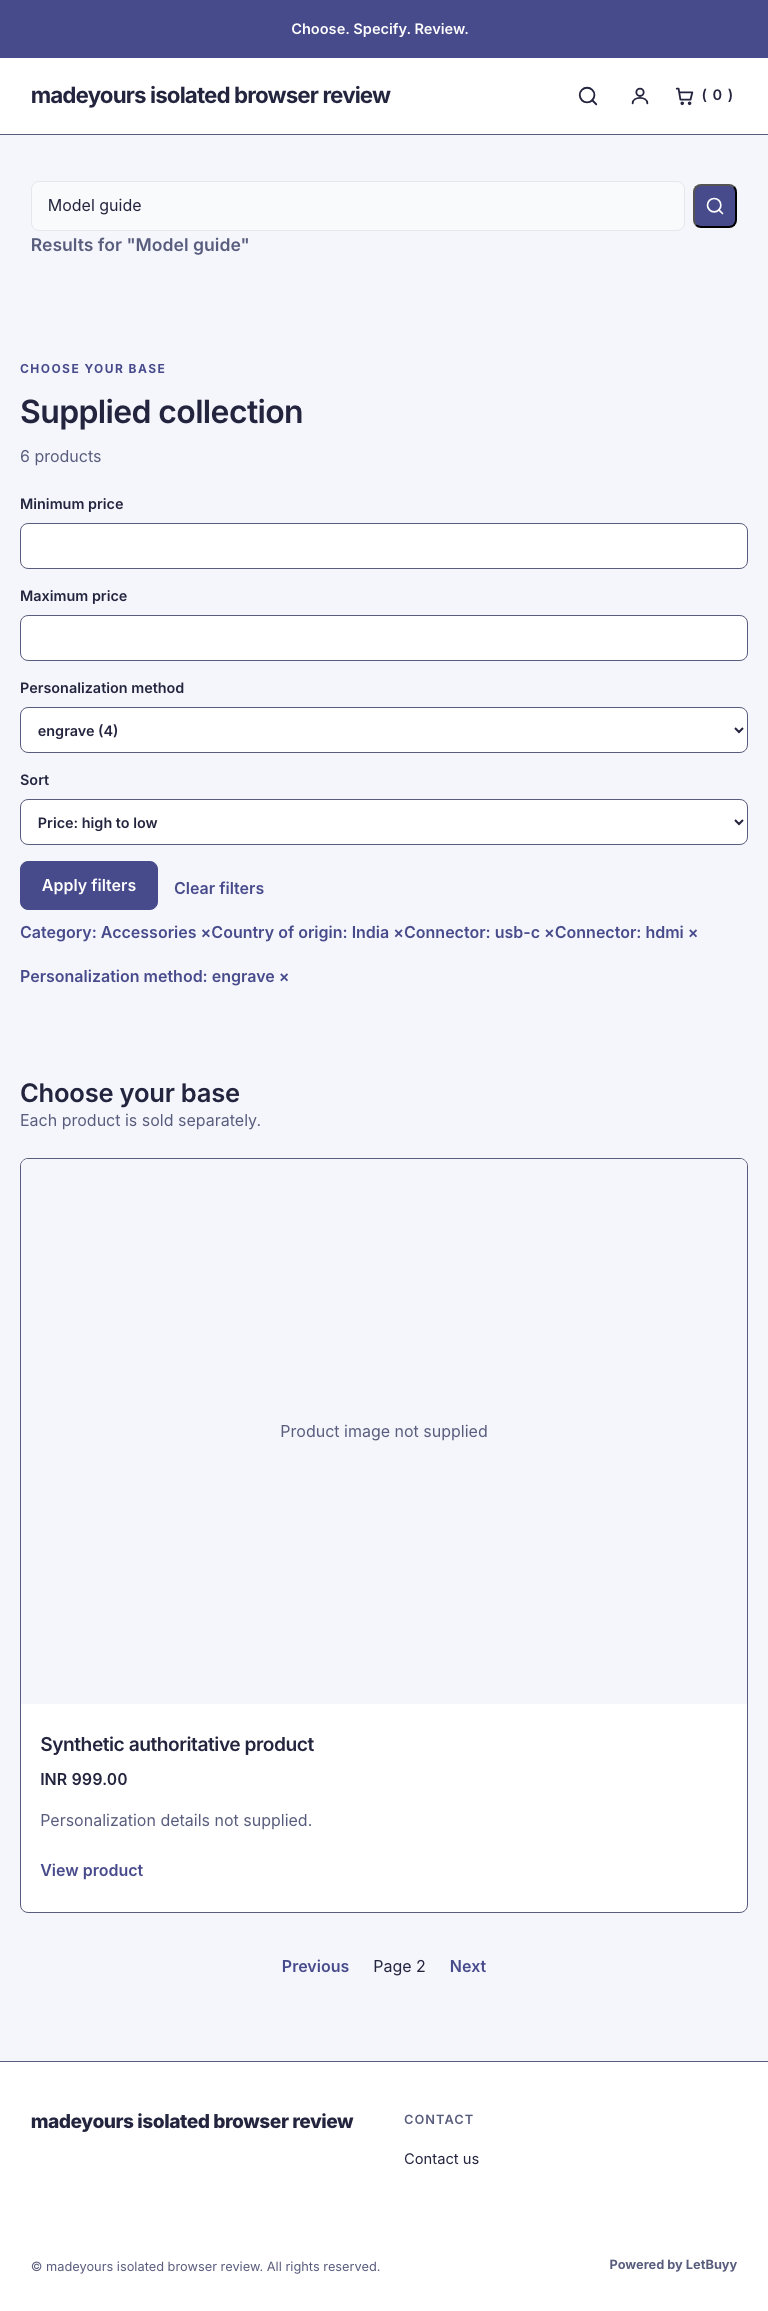 Choose. Specify. Review.
madeyours isolated browser review
( 0 )
Model guide
Results for "Model guide"
CHOOSE YOUR BASE
Supplied collection
6 products
Minimum price
Maximum price
Personalization method
engrave (4)
Sort
Price: high to low
Apply filters
Clear filters
Category: Accessories ×Country of origin: India ×Connector: usb-c ×Connector: hdmi ×
Personalization method: engrave ×
Choose your base
Each product is sold separately.
Product image not supplied
Synthetic authoritative product
INR 999.00
Personalization details not supplied.
View product
Previous Page 2 Next
madeyours isolated browser review
CONTACT
Contact us
© madeyours isolated browser review. All rights reserved.
Powered by LetBuyy